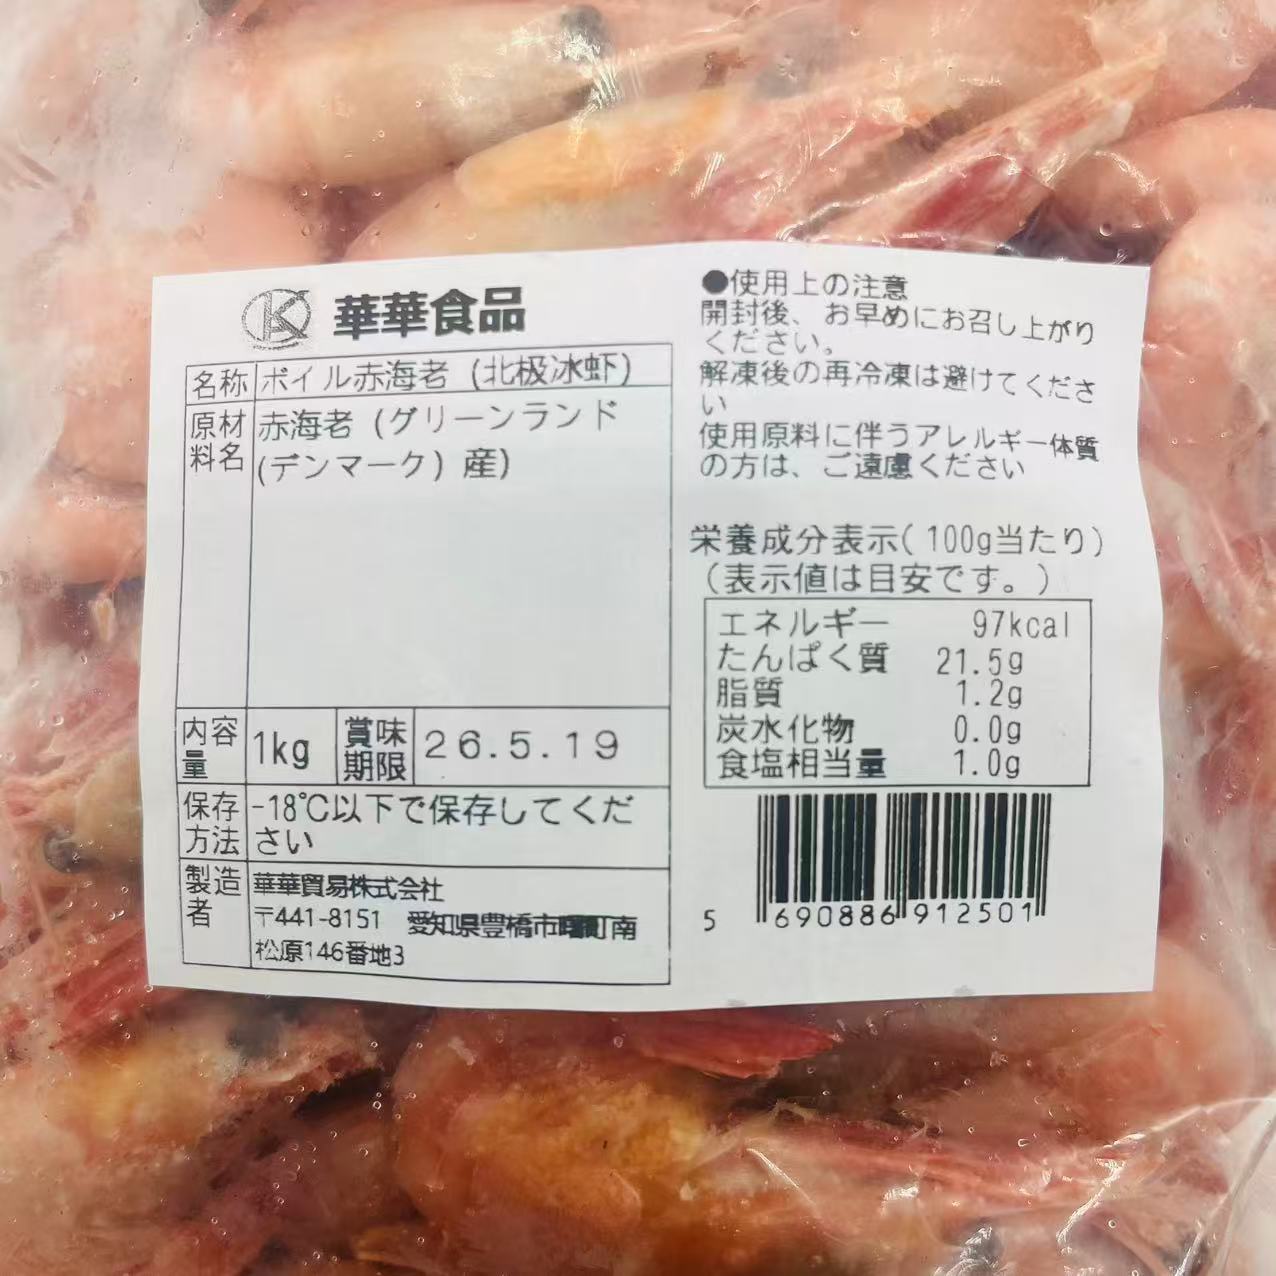 華華食品
名称 ボイル赤海老 (北极冰虾)
原材料名 赤海老 (グリーンランド
(デンマーク) 産)
内容量 1kg 賞味期限 26.5.19
保存方法 -18℃以下で保存してくだ
さい
製造者 華華貿易株式会社
〒441-8151 愛知県豊橋市曙町南
松原146番地3
●使用上の注意
開封後、お早めにお召し上がり
ください。
解凍後の再冷凍は避けてくださ
い
使用原料に伴うアレルギー体質
の方は、ご遠慮ください
栄養成分表示(100g当たり)
(表示値は目安です。)
エネルギー 97kcal
たんぱく質 21.5g
脂質 1.2g
炭水化物 0.0g
食塩相当量 1.0g
5 690886 912501